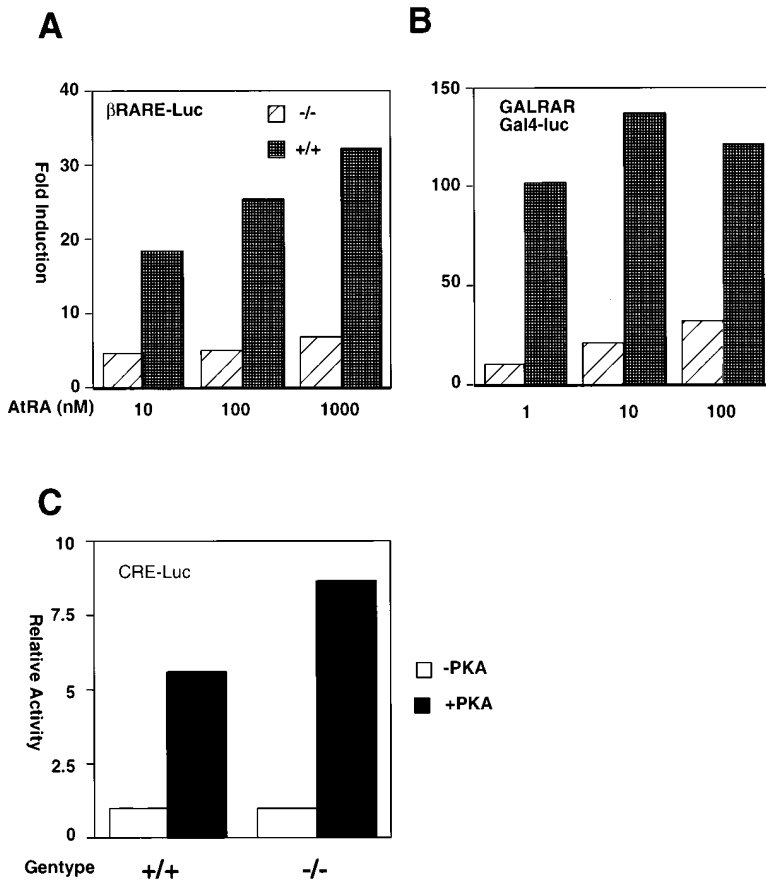 A
B
40
30
20
10
0
Fold Induction
βRARE-Luc
-/-
+/+
AtRA (nM)
10
100
1000
150
100
50
0
GALRAR
Gal4-luc
1
10
100
C
10
7.5
5
2.5
0
Relative Activity
CRE-Luc
-PKA
+PKA
Gentype
+/+
-/-